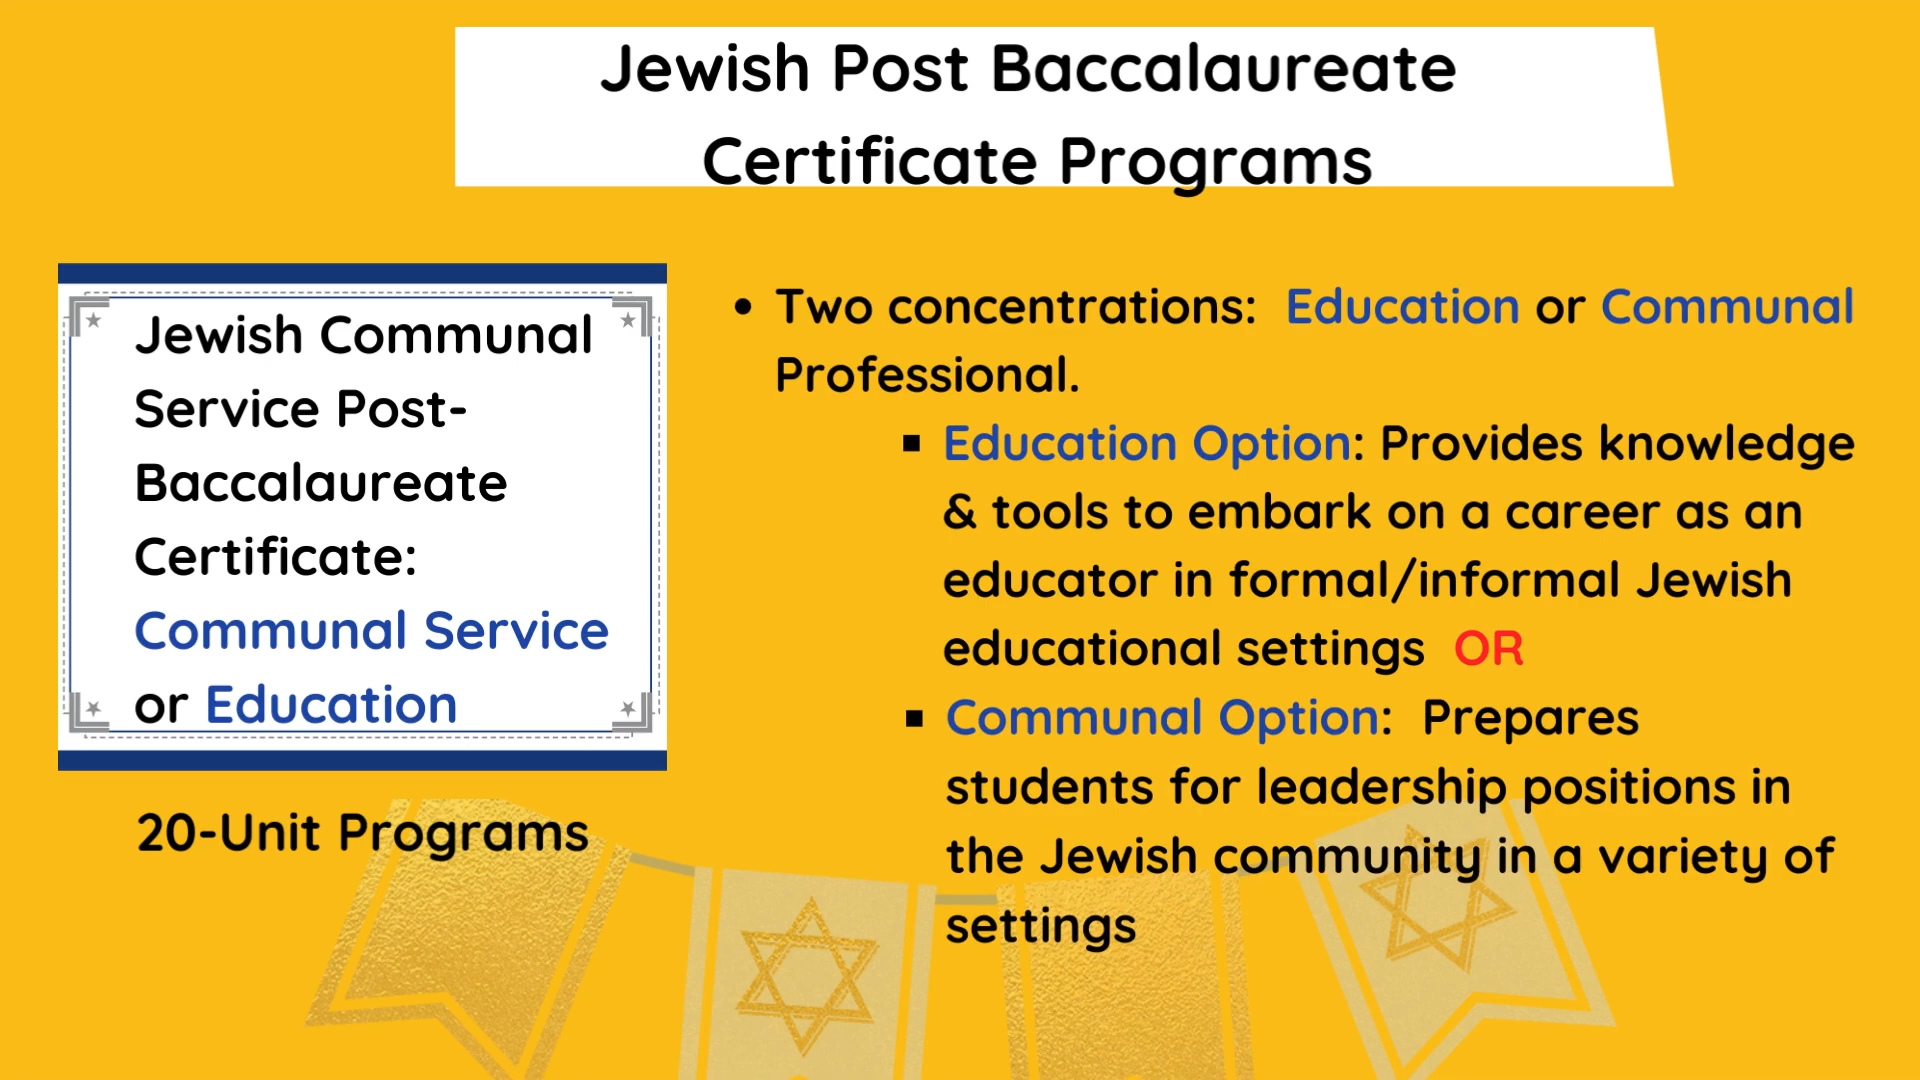 Jewish Post Baccalaureate
Certificate Programs
Jewish Communal
Service Post-
Baccalaureate
Certificate:
Communal Service
or Education
20-Unit Programs
• Two concentrations:  Education or Communal
Professional.
▪ Education Option: Provides knowledge
& tools to embark on a career as an
educator in formal/informal Jewish
educational settings  OR
▪ Communal Option:  Prepares
students for leadership positions in
the Jewish community in a variety of
settings